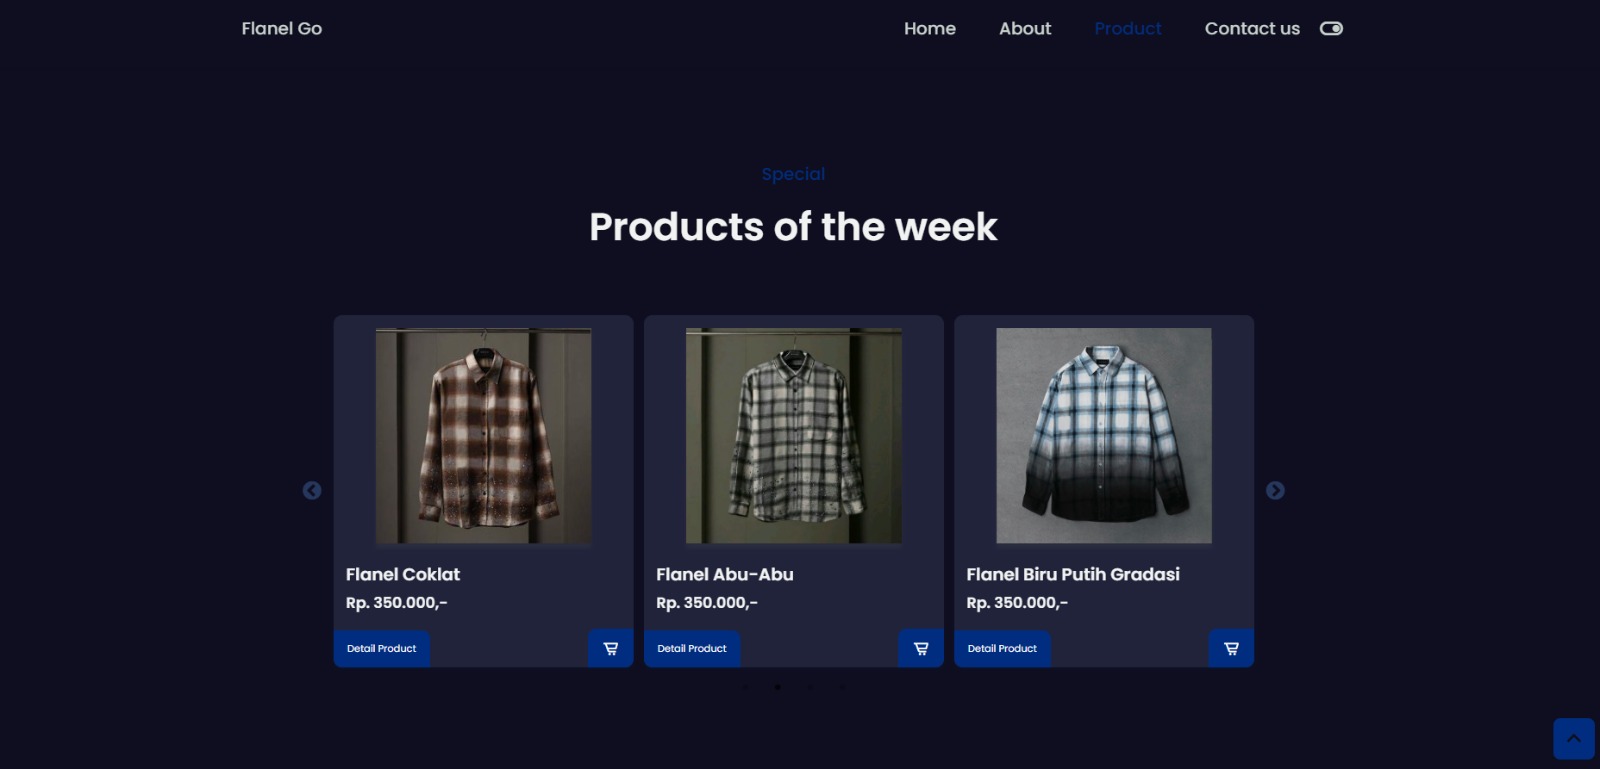 Flanel Go
Home
About
Product
Contact us
Special
Products of the week
Flanel Coklat
Rp. 350.000,-
Detail Product
Flanel Abu-Abu
Rp. 350.000,-
Detail Product
Flanel Biru Putih Gradasi
Rp. 350.000,-
Detail Product